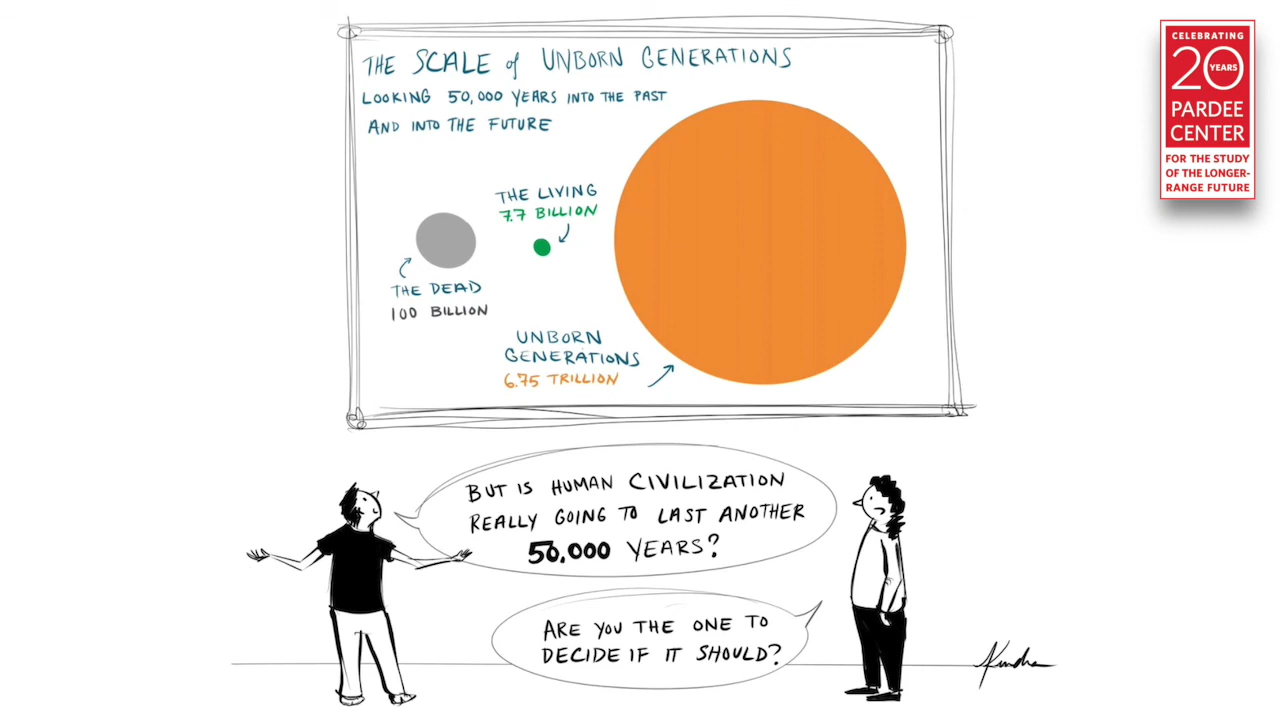 THE SCALE of UNBORN GENERATIONS
LOOKING 50,000 YEARS INTO THE PAST
AND INTO THE FUTURE
THE LIVING
7.7 BILLION
THE DEAD
100 BILLION
UNBORN
GENERATIONS
6.75 TRILLION
BUT IS HUMAN CIVILIZATION
REALLY GOING TO LAST ANOTHER
50,000 YEARS?
ARE YOU THE ONE TO
DECIDE IF IT SHOULD?
CELEBRATING
20 YEARS
PARDEE
CENTER
FOR THE STUDY
OF THE LONGER-
RANGE FUTURE